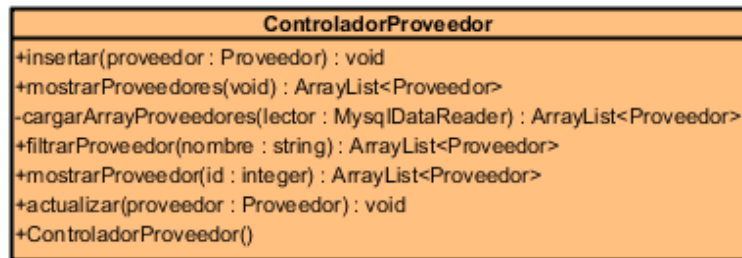 ControladorProveedor
+insertar(proveedor : Proveedor) : void
+mostrarProveedores(void) : ArrayList<Proveedor>
-cargarArrayProveedores(lector : MysqlDataReader) : ArrayList<Proveedor>
+filtrarProveedor(nombre : string) : ArrayList<Proveedor>
+mostrarProveedor(id : integer) : ArrayList<Proveedor>
+actualizar(proveedor : Proveedor) : void
+ControladorProveedor()